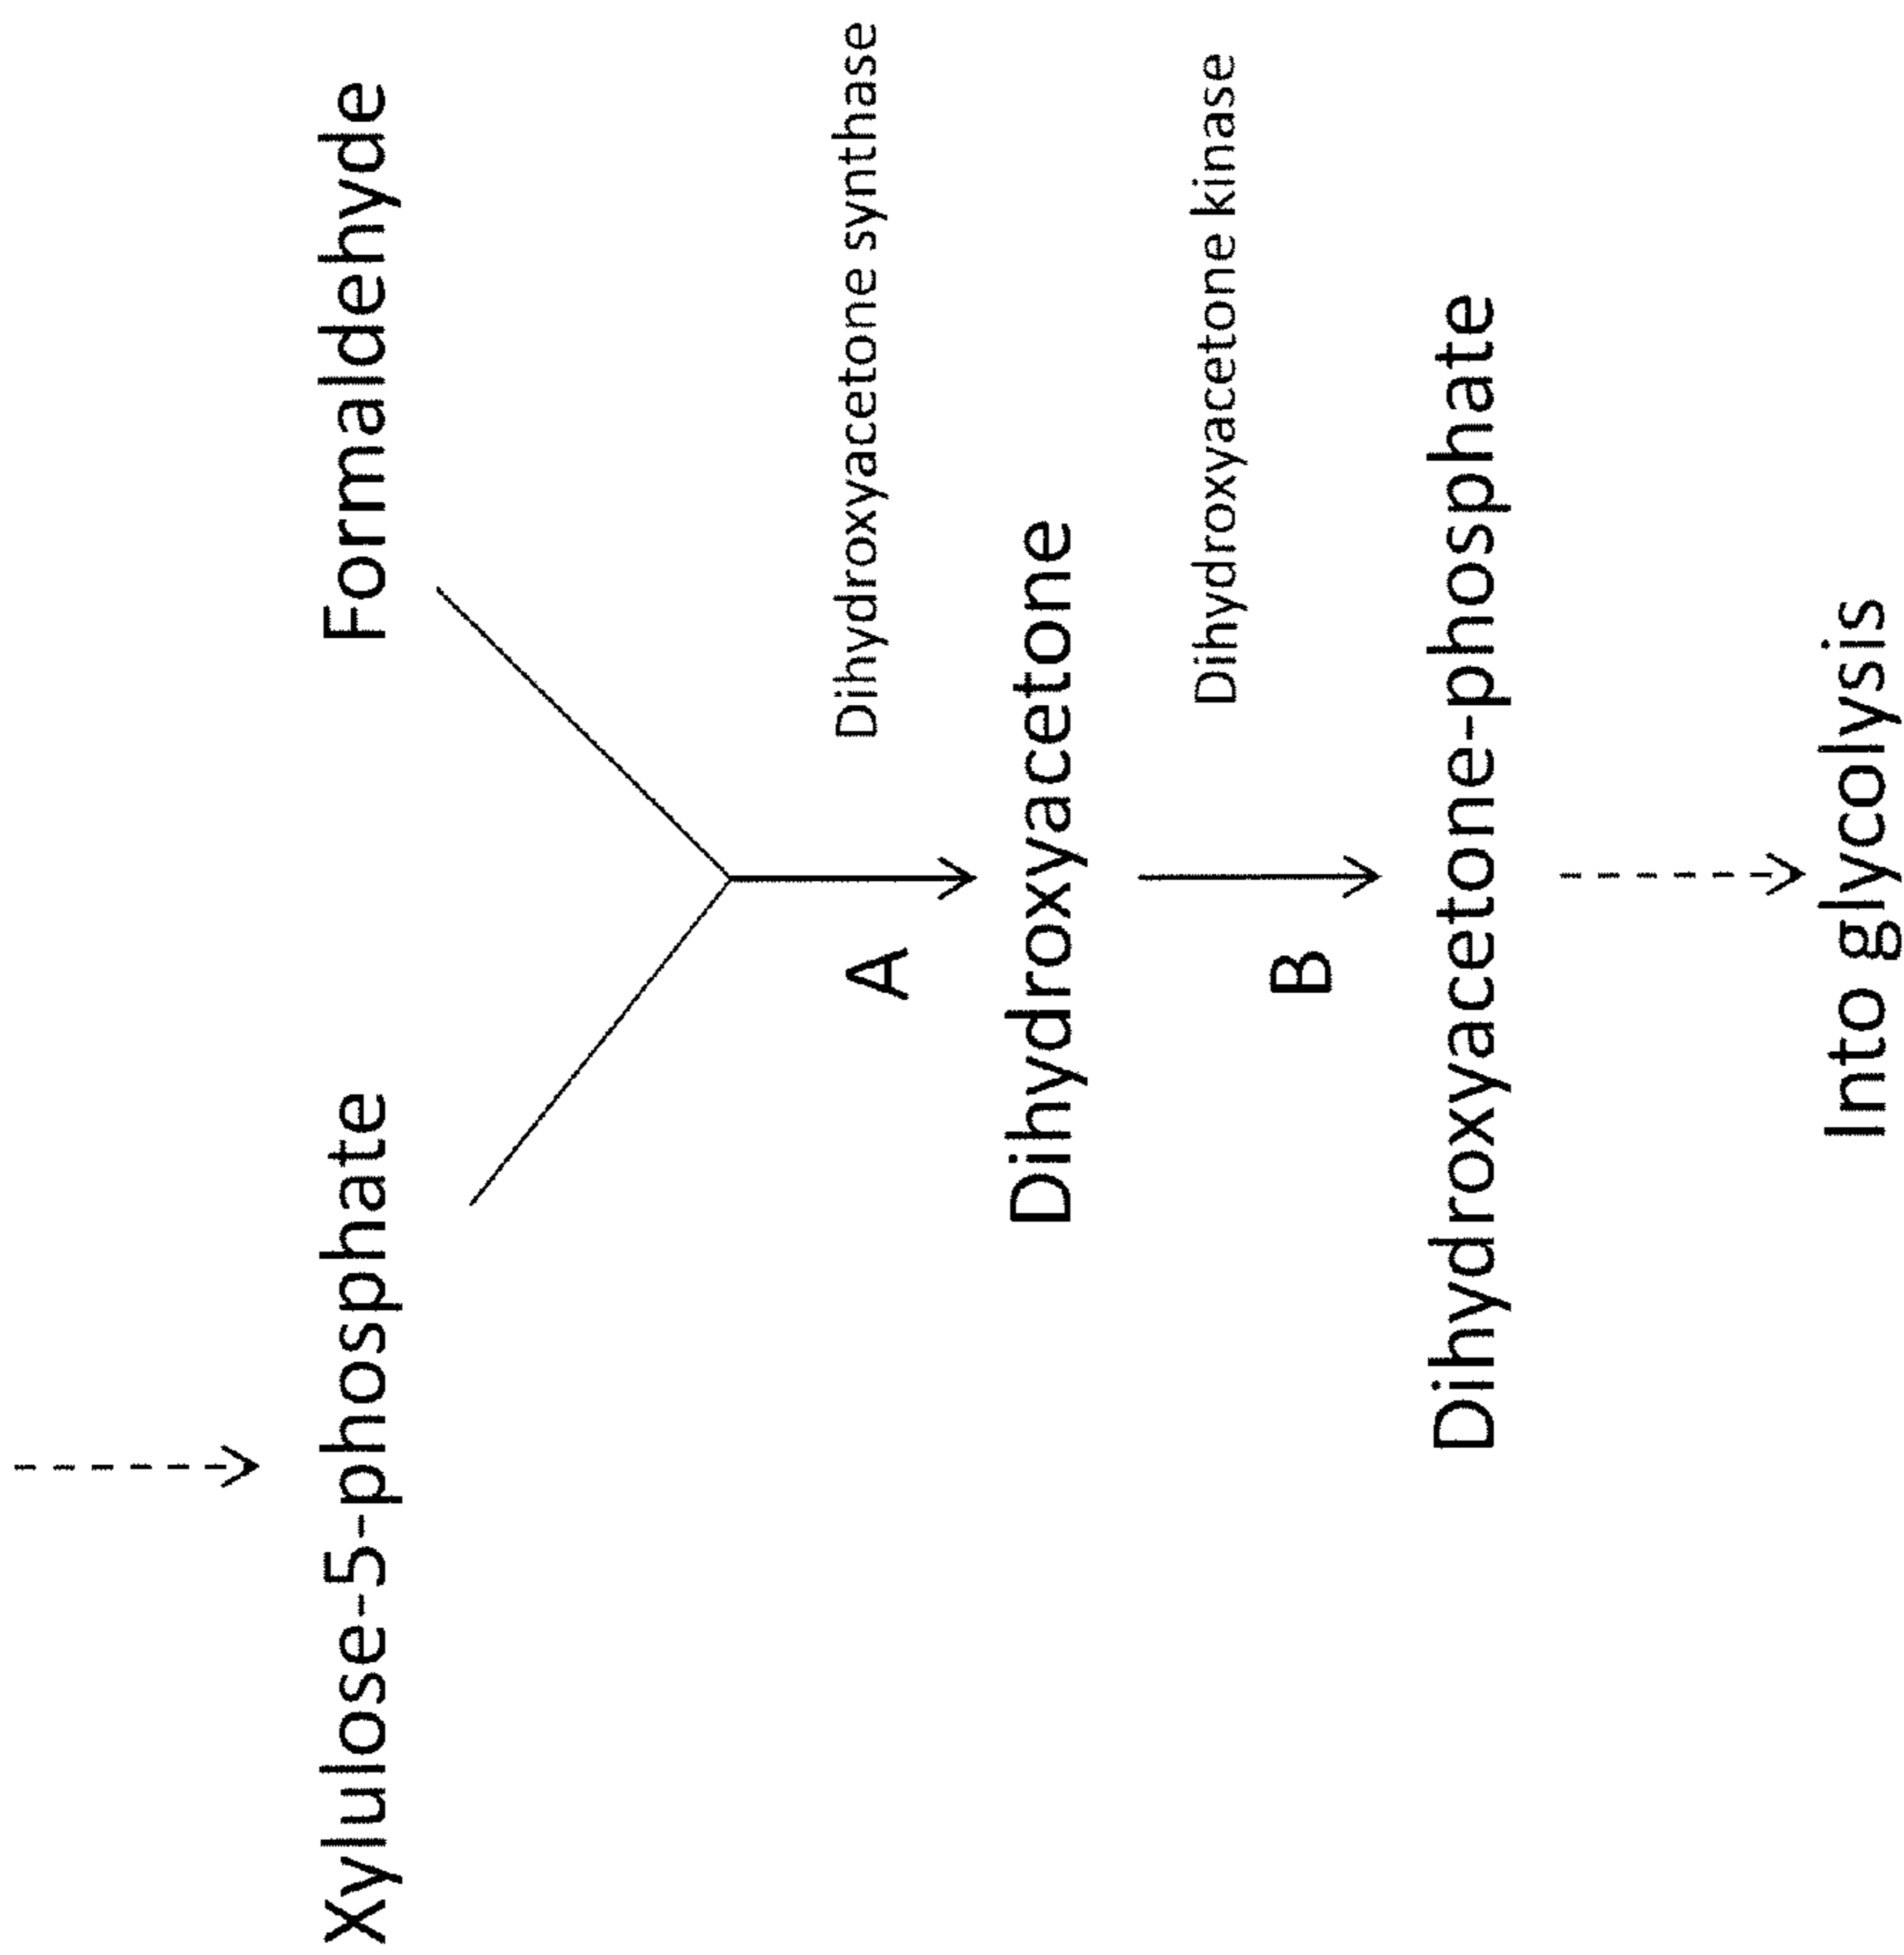 Xylulose-5-phosphate
Formaldehyde
A
Dihydroxyacetone synthase
Dihydroxyacetone
B
Dihydroxyacetone kinase
Dihydroxyacetone-phosphate
Into glycolysis